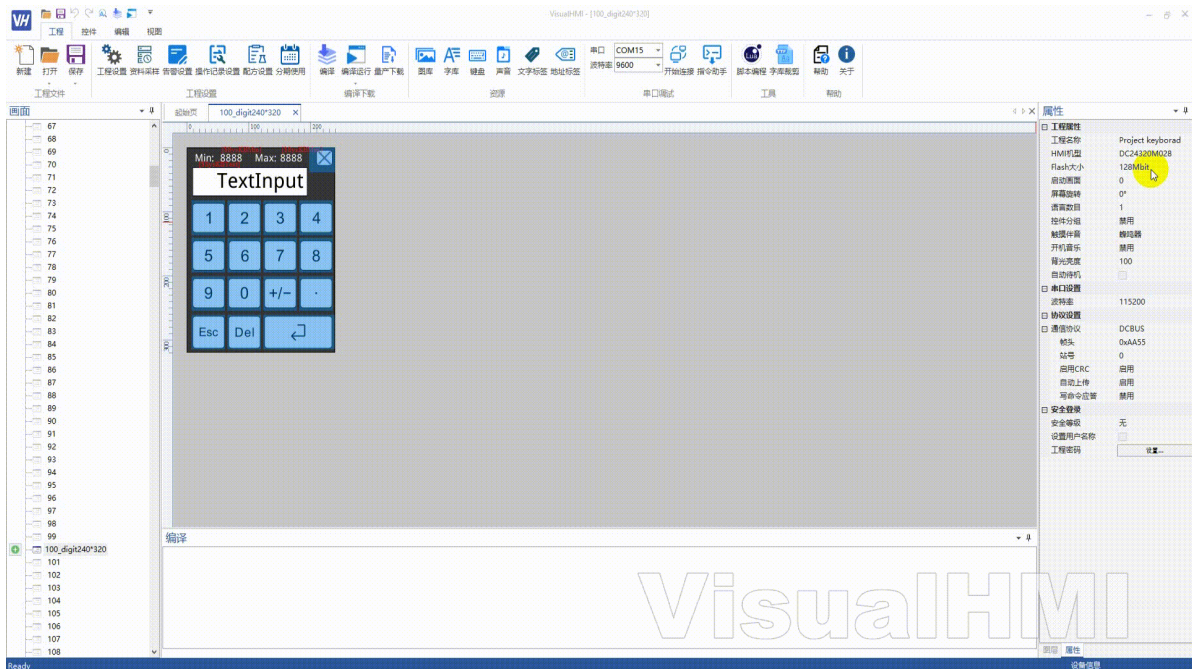 VisualHMI - [100_digit240*320]
VH
工程 控件 编辑 视图
新建 打开 保存 工程设置 资料采样 告警设置 操作记录设置 配方设置 分期使用 编译 编译运行 量产下载 图库 字库 键盘 声音 文字标签 地址标签
串口 COM15
波特率 9600
开始连接 指令助手 脚本编程 字库裁剪 帮助 关于
工程文件 工程设置 编译下载 资源 串口调试 工具 帮助
画面
67
68
69
70
71
72
73
74
75
76
77
78
79
80
81
82
83
84
85
86
87
88
89
90
91
92
93
94
95
96
97
98
99
100_digit240*320
101
102
103
104
105
106
107
108
起始页 100_digit240*320
0 100 200
0
100
200
300
Min: 8888 Max: 8888
TextInput
1 2 3 4
5 6 7 8
9 0 +/- .
Esc Del
编译
属性
工程属性
工程名称 Project keyborad
HMI机型 DC24320M028
Flash大小 128Mbit
启动画面 0
屏幕旋转 0°
语言数目 1
控件分组 禁用
触摸伴音 蜂鸣器
开机音乐 禁用
背光亮度 100
自动待机
串口设置
波特率 115200
协议设置
通信协议 DCBUS
帧头 0xAA55
站号 0
启用CRC 启用
自动上传 启用
写命令应答 禁用
安全登录
安全等级 无
设置用户名称
工程密码 设置...
VisualHMI
图层 属性
Ready 设备信息